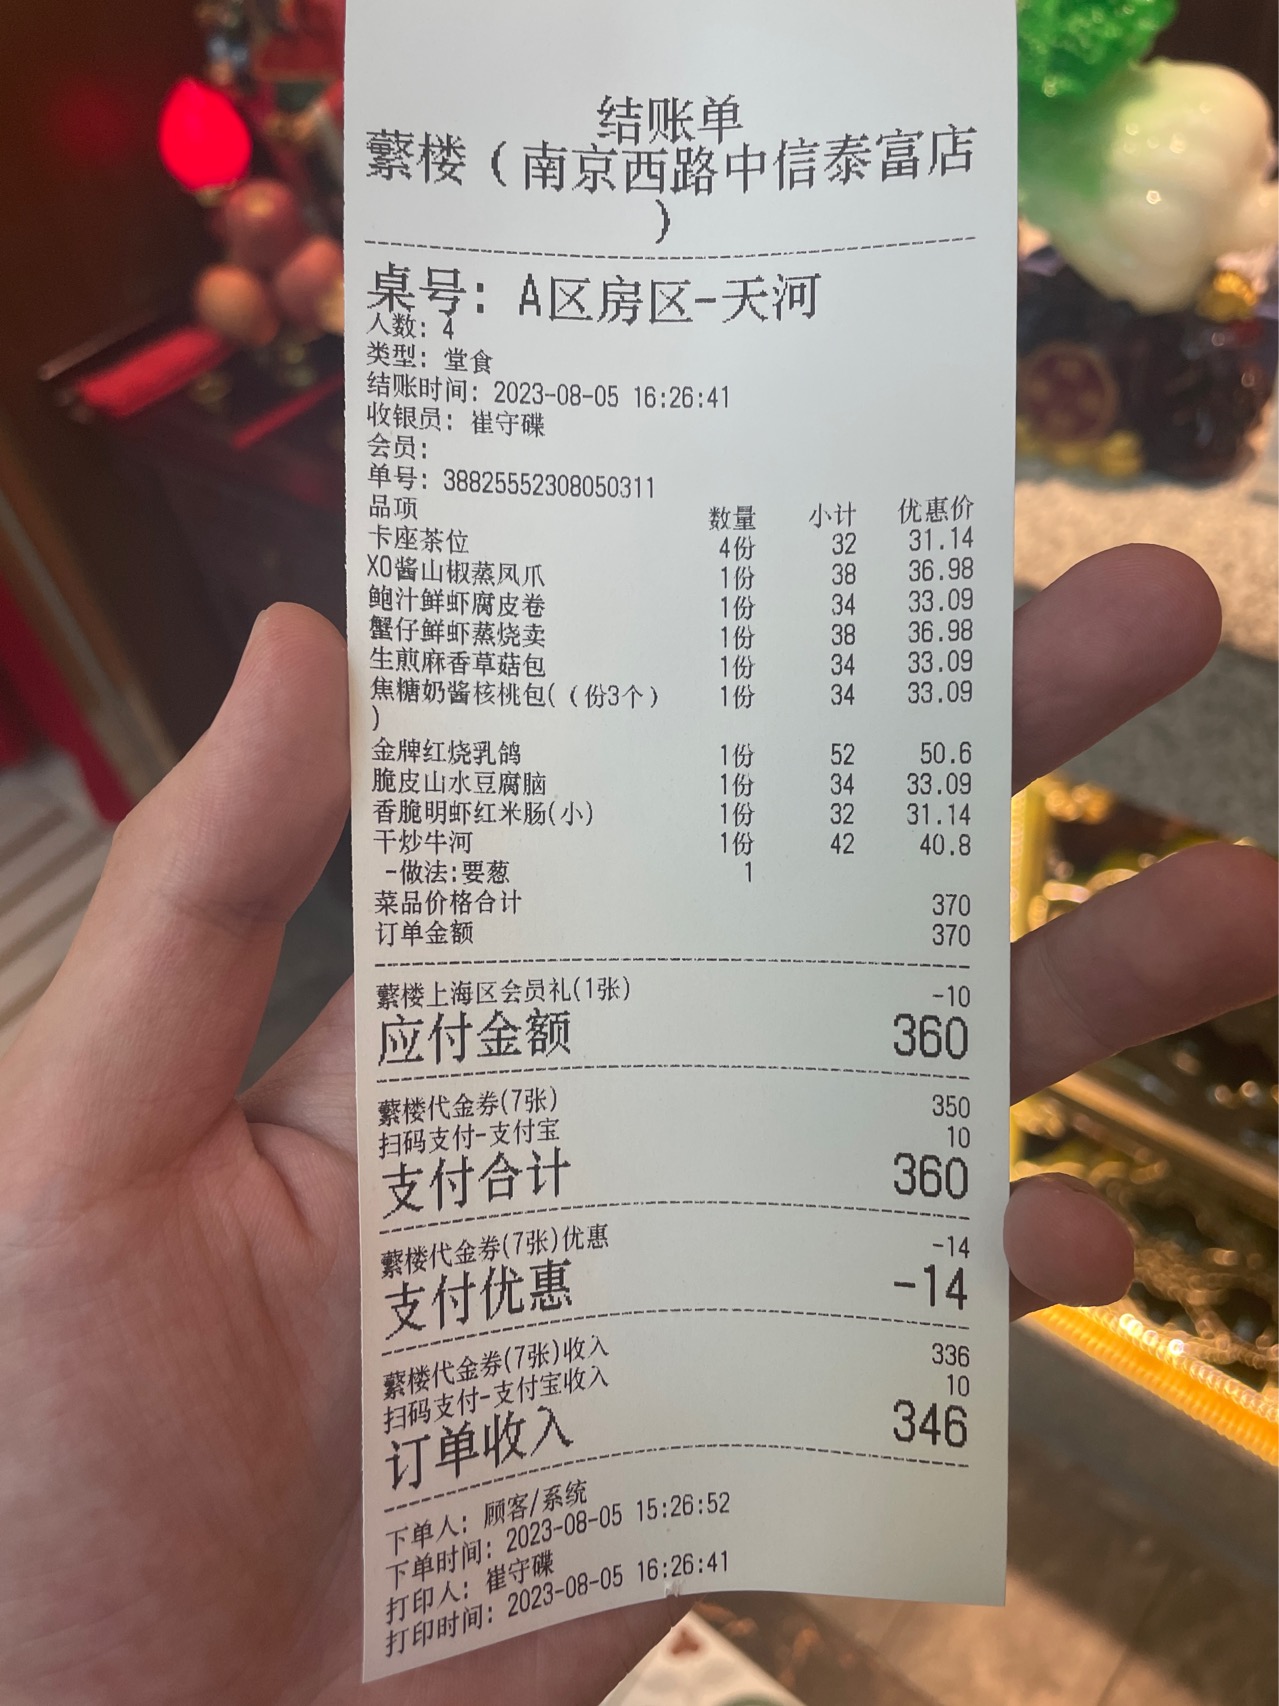 结账单
蘩楼（南京西路中信泰富店
）
桌号：A区房区-天河
人数：4
类型：堂食
结账时间：2023-08-05 16:26:41
收银员：崔守碟
会员：
单号：38825552308050311
品项 数量 小计 优惠价
卡座茶位 4份 32 31.14
XO酱山椒蒸凤爪 1份 38 36.98
鲍汁鲜虾腐皮卷 1份 34 33.09
蟹仔鲜虾蒸烧卖 1份 38 36.98
生煎麻香草菇包 1份 34 33.09
焦糖奶酱核桃包(（份3个） 1份 34 33.09
)
金牌红烧乳鸽 1份 52 50.6
脆皮山水豆腐脑 1份 34 33.09
香脆明虾红米肠(小) 1份 32 31.14
干炒牛河 1份 42 40.8
-做法:要葱 1
菜品价格合计 370
订单金额 370
蘩楼上海区会员礼(1张) -10
应付金额 360
蘩楼代金券(7张) 350
扫码支付-支付宝 10
支付合计 360
蘩楼代金券(7张)优惠 -14
支付优惠 -14
蘩楼代金券(7张)收入 336
扫码支付-支付宝收入 10
订单收入 346
下单人：顾客/系统
下单时间：2023-08-05 15:26:52
打印人：崔守碟
打印时间：2023-08-05 16:26:41